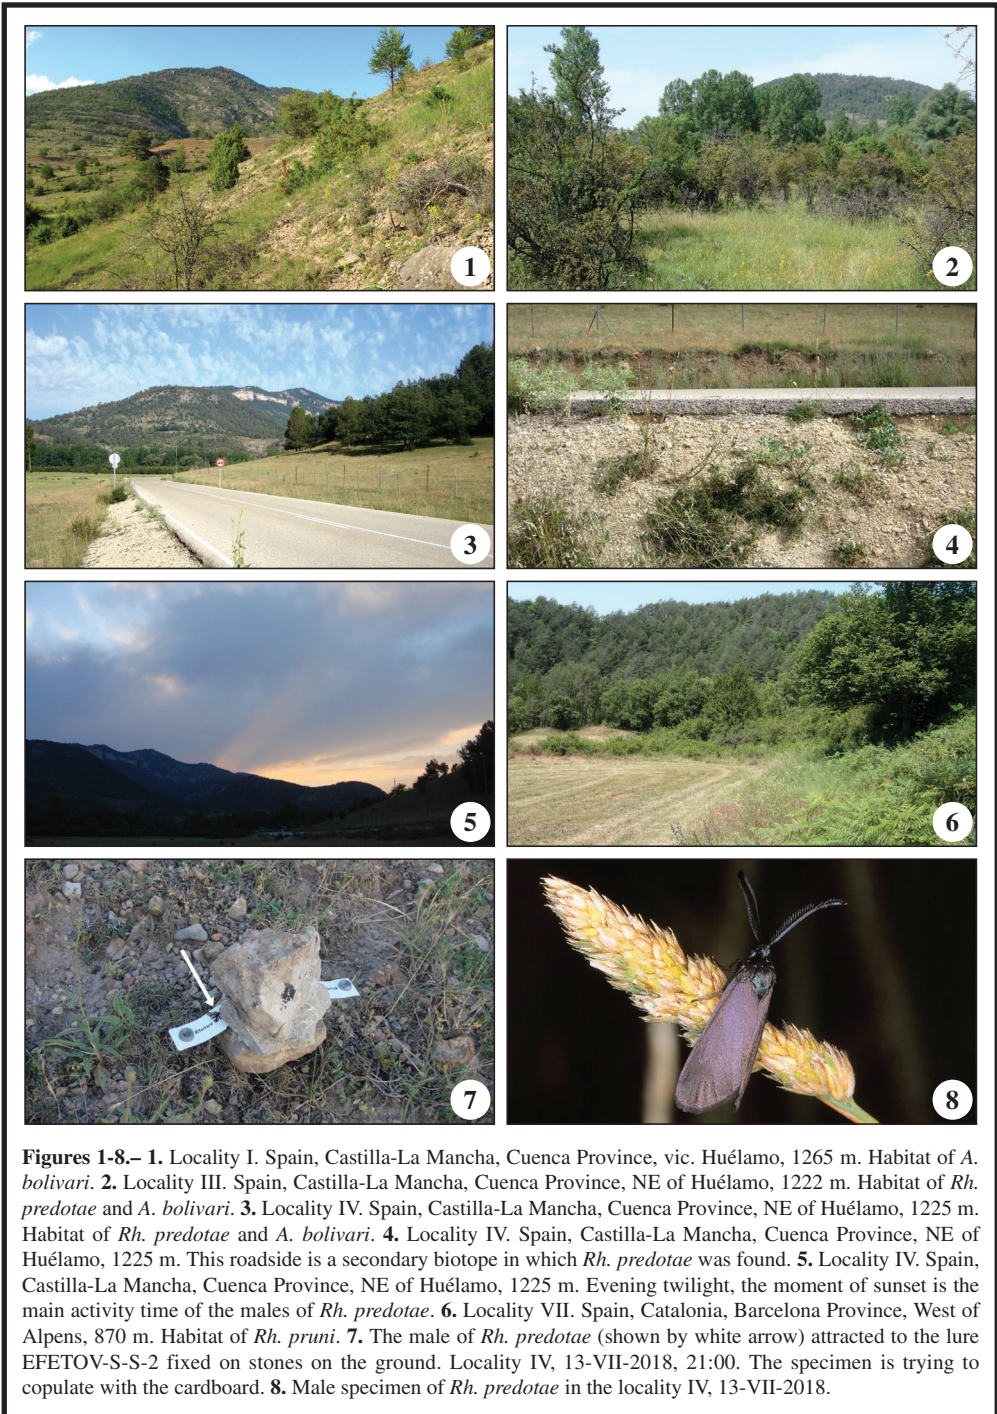 1
2
3
4
5
6
Efetov
7
8
Figures 1-8.– 1. Locality I. Spain, Castilla-La Mancha, Cuenca Province, vic. Huélamo, 1265 m. Habitat of A.
bolivari. 2. Locality III. Spain, Castilla-La Mancha, Cuenca Province, NE of Huélamo, 1222 m. Habitat of Rh.
predotae and A. bolivari. 3. Locality IV. Spain, Castilla-La Mancha, Cuenca Province, NE of Huélamo, 1225 m.
Habitat of Rh. predotae and A. bolivari. 4. Locality IV. Spain, Castilla-La Mancha, Cuenca Province, NE of
Huélamo, 1225 m. This roadside is a secondary biotope in which Rh. predotae was found. 5. Locality IV. Spain,
Castilla-La Mancha, Cuenca Province, NE of Huélamo, 1225 m. Evening twilight, the moment of sunset is the
main activity time of the males of Rh. predotae. 6. Locality VII. Spain, Catalonia, Barcelona Province, West of
Alpens, 870 m. Habitat of Rh. pruni. 7. The male of Rh. predotae (shown by white arrow) attracted to the lure
EFETOV-S-S-2 fixed on stones on the ground. Locality IV, 13-VII-2018, 21:00. The specimen is trying to
copulate with the cardboard. 8. Male specimen of Rh. predotae in the locality IV, 13-VII-2018.